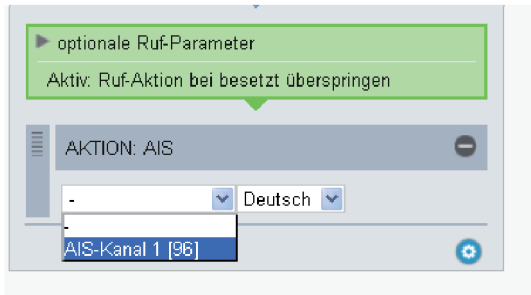 optionale Ruf-Parameter
Aktiv: Ruf-Aktion bei besetzt überspringen
AKTION: AIS
- Deutsch
-
AIS-Kanal 1 [96]